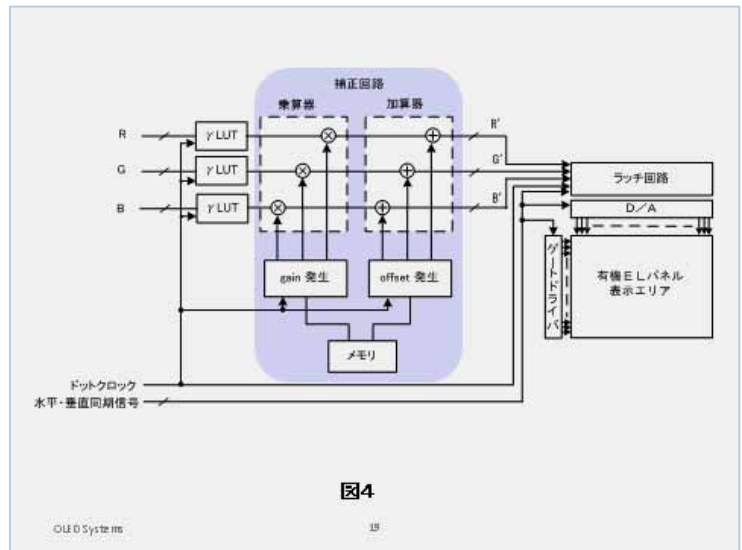 補正回路
乗算器
加算器
R
γ LUT
R'
G
γ LUT
G'
B
γ LUT
B'
ラッチ回路
D/A
gain 発生
offset 発生
ゲートドライバ
有機ELパネル
表示エリア
メモリ
ドットクロック
水平・垂直同期信号
図4
OLED Systems
19